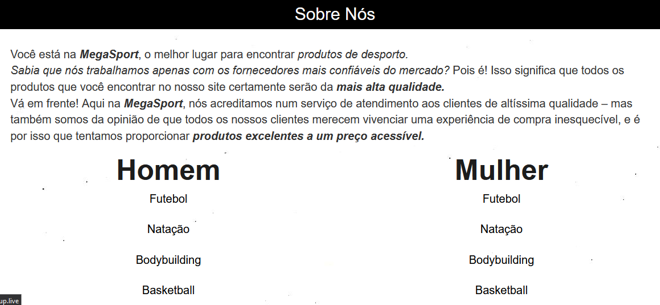 Sobre Nós
Você está na MegaSport, o melhor lugar para encontrar produtos de desporto.
Sabia que nós trabalhamos apenas com os fornecedores mais confiáveis do mercado? Pois é! Isso significa que todos os
produtos que você encontrar no nosso site certamente serão da mais alta qualidade.
Vá em frente! Aqui na MegaSport, nós acreditamos num serviço de atendimento aos clientes de altíssima qualidade – mas
também somos da opinião de que todos os nossos clientes merecem vivenciar uma experiência de compra inesquecível, e é
por isso que tentamos proporcionar produtos excelentes a um preço acessível.
Homem Mulher
Futebol Futebol
Natação Natação
Bodybuilding Bodybuilding
Basketball Basketball
up.live